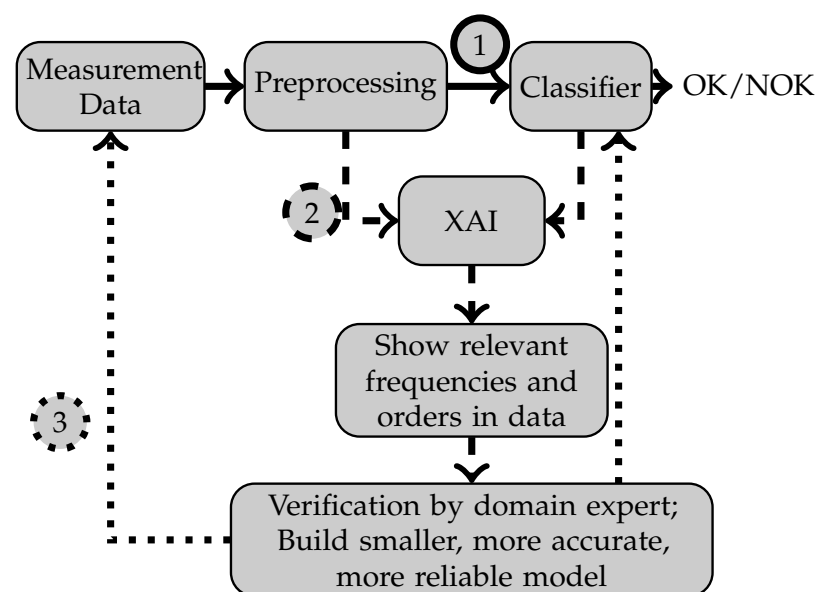 1
Measurement
Data
Preprocessing
Classifier
OK/NOK
2
XAI
Show relevant
frequencies and
orders in data
3
Verification by domain expert;
Build smaller, more accurate,
more reliable model